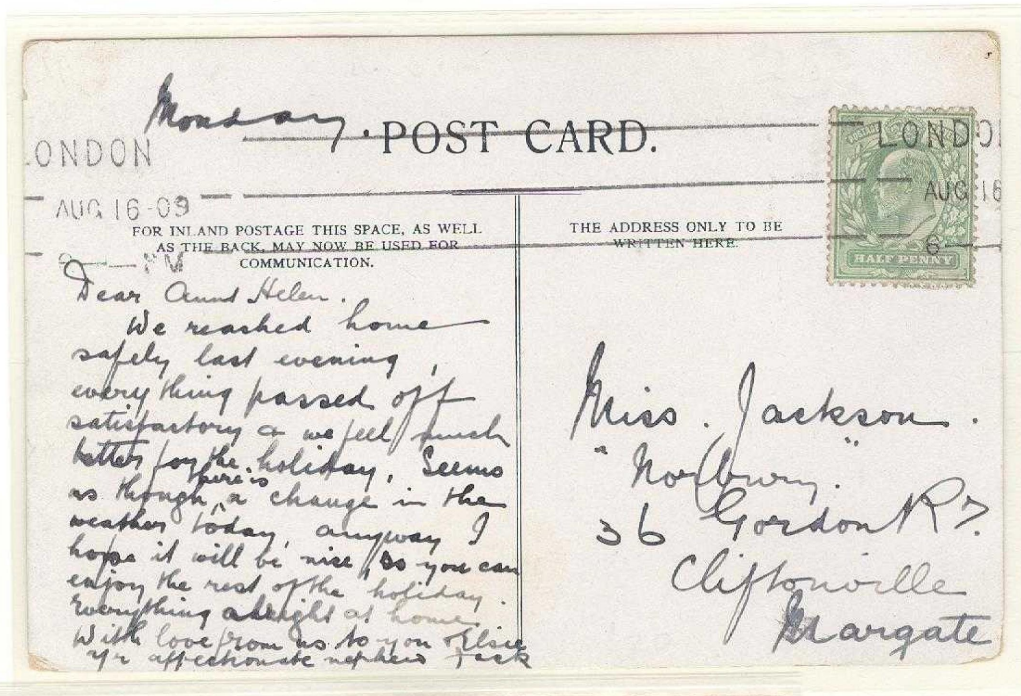 Monday.
POST CARD.
LONDON
AUG 16-09
LONDO
AUG 16
6
HALF PENNY
FOR INLAND POSTAGE THIS SPACE, AS WELL
AS THE BACK, MAY NOW BE USED FOR
COMMUNICATION.
THE ADDRESS ONLY TO BE
WRITTEN HERE.
Dear Aunt Helen.
We reached home
safely last evening,
everything passed off
satisfactory & we feel much
better for the holiday, Seems
as though there is a change in the
weather today, anyway I
hope it will be nice, so you can
enjoy the rest of the holiday.
Everything alright at home
With love from us to you & Elsie
Yr affectionate nephew Jack
Miss. Jackson.
"Norbury."
36 Gordon Rd.
Cliftonville
Margate